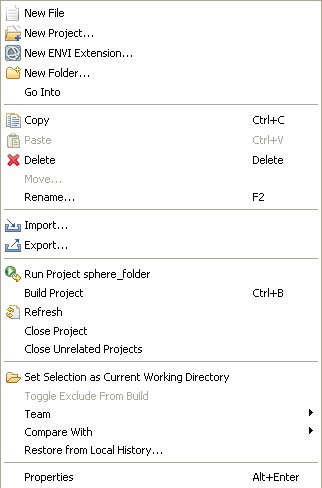 New File
New Project...
New ENVI Extension...
New Folder...
Go Into
Copy Ctrl+C
Paste Ctrl+V
Delete Delete
Move...
Rename... F2
Import...
Export...
Run Project sphere_folder
Build Project Ctrl+B
Refresh
Close Project
Close Unrelated Projects
Set Selection as Current Working Directory
Toggle Exclude From Build
Team
Compare With
Restore from Local History...
Properties Alt+Enter